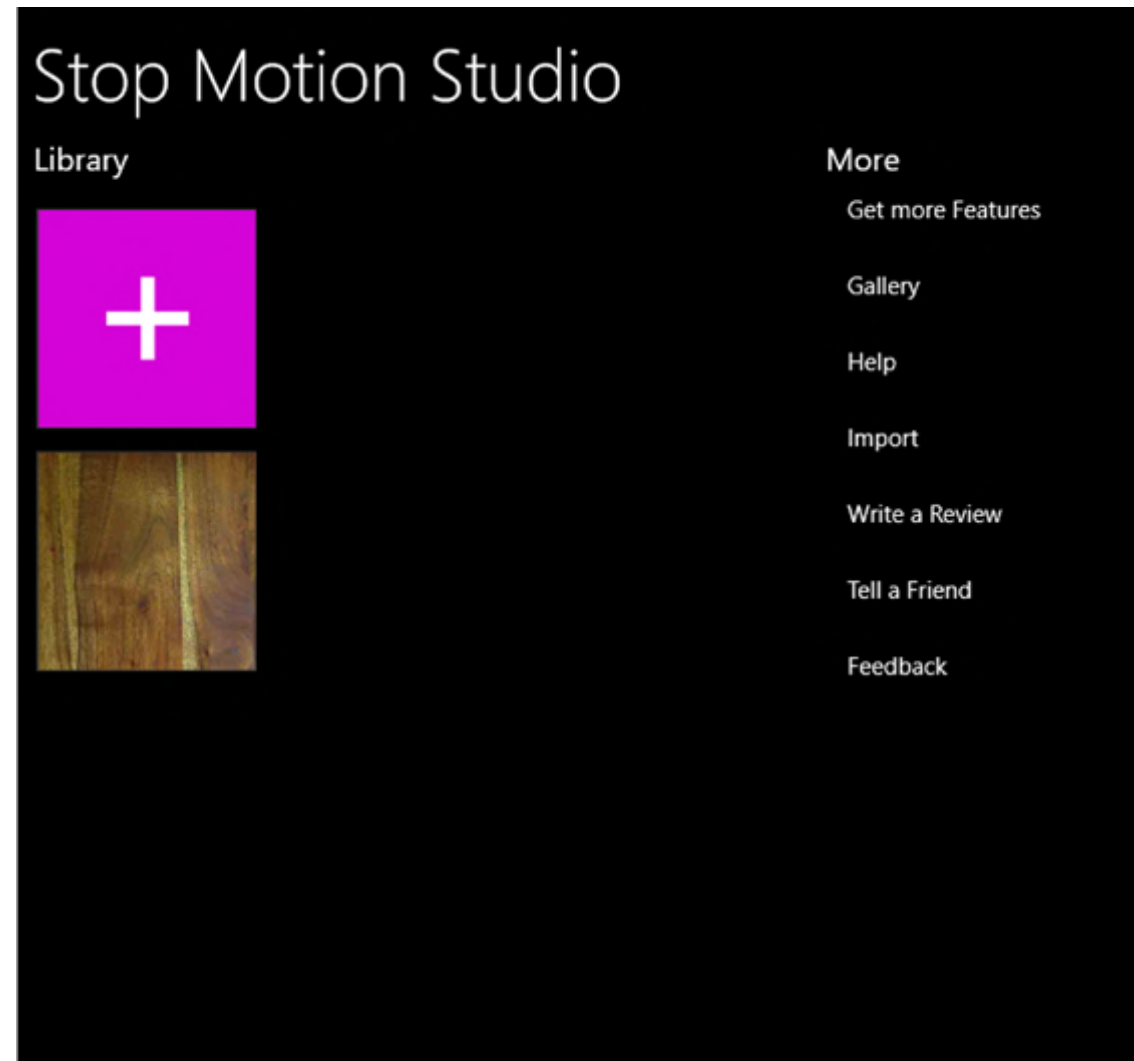 Stop Motion Studio
Library
More
Get more Features
Gallery
Help
Import
Write a Review
Tell a Friend
Feedback